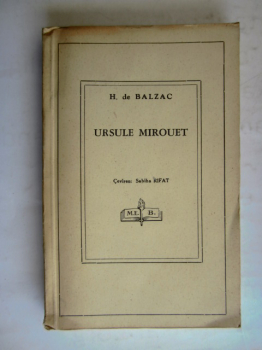 H. de BALZAC
URSULE MIROUET
Çeviren: Sabiha RIFAT
M.E. B.